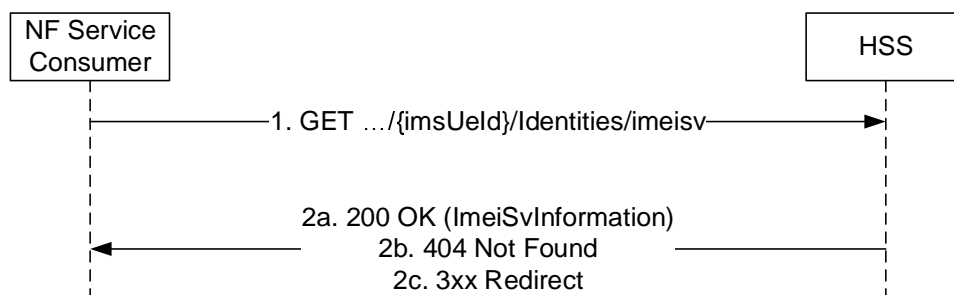 NF Service
Consumer
HSS
1. GET …/{imsUeId}/Identities/imeisv
2a. 200 OK (ImeiSvInformation)
2b. 404 Not Found
2c. 3xx Redirect